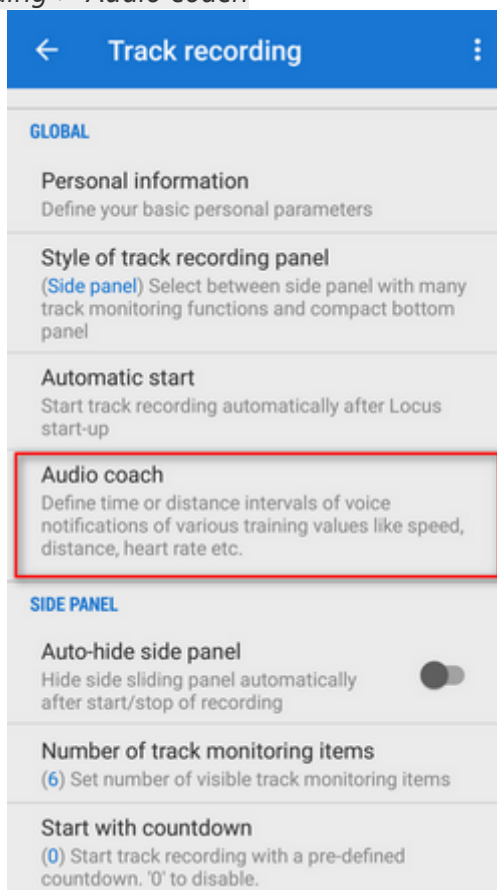 Audio coach
Track recording
GLOBAL
Personal information
Define your basic personal parameters
Style of track recording panel
(Side panel) Select between side panel with many
track monitoring functions and compact bottom
panel
Automatic start
Start track recording automatically after Locus
start-up
Audio coach
Define time or distance intervals of voice
notifications of various training values like speed,
distance, heart rate etc.
SIDE PANEL
Auto-hide side panel
Hide side sliding panel automatically
after start/stop of recording
Number of track monitoring items
(6) Set number of visible track monitoring items
Start with countdown
(0) Start track recording with a pre-defined
countdown. '0' to disable.